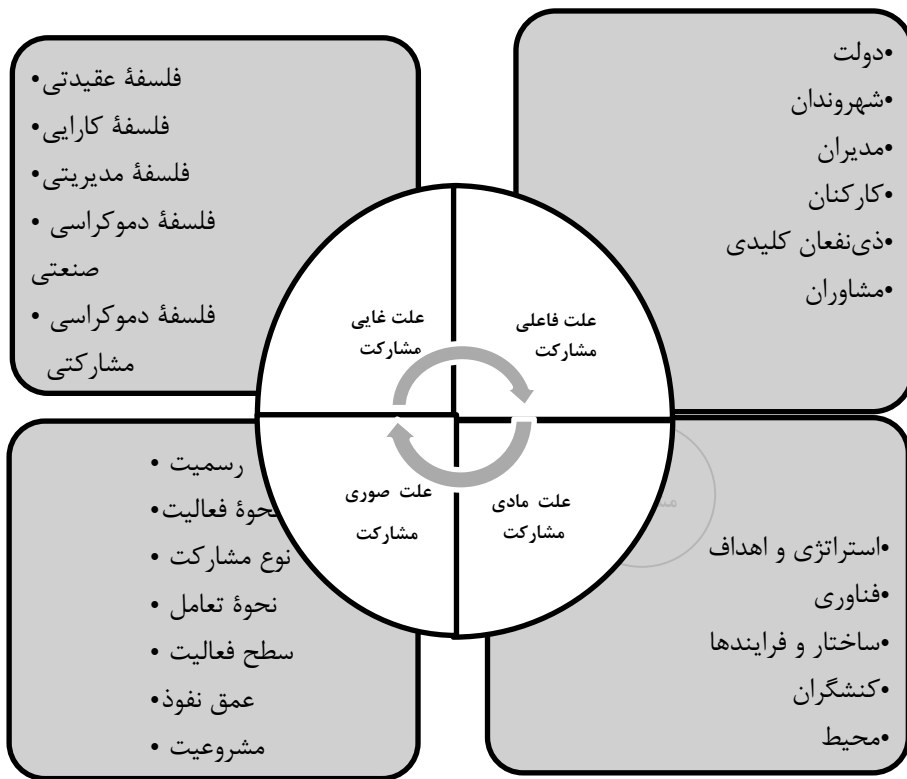 •دولت
•شهروندان
•مدیران
•کارکنان
•ذی‌نفعان کلیدی
•مشاوران
فلسفهٔ عقیدتی•
فلسفهٔ کارایی•
فلسفهٔ مدیریتی•
فلسفهٔ دموکراسی •
صنعتی
فلسفهٔ دموکراسی •
مشارکتی
علت فاعلی
مشارکت
علت غایی
مشارکت
علت مادی
مشارکت
علت صوری
مشارکت
•استراتژی و اهداف
•فناوری
•ساختار و فرایندها
•کنشگران
•محیط
رسمیت •
نحوهٔ فعالیت•
نوع مشارکت •
نحوهٔ تعامل •
سطح فعالیت •
عمق نفوذ•
مشروعیت •